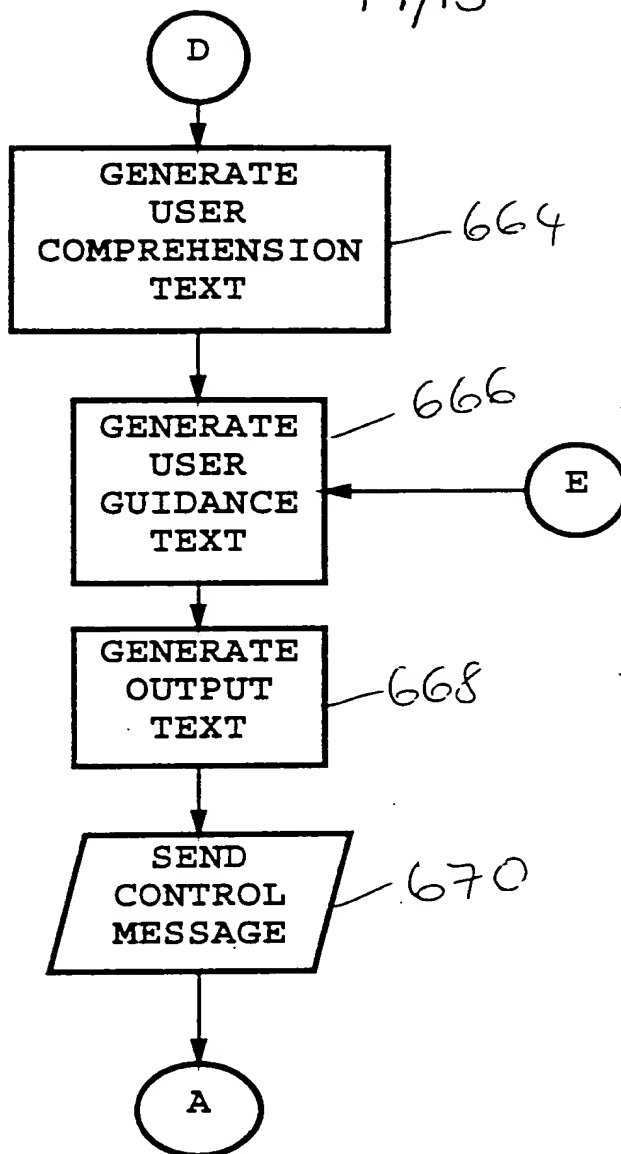 D
GENERATE
USER
COMPREHENSION
TEXT
664
GENERATE
USER
GUIDANCE
TEXT
666
E
GENERATE
OUTPUT
TEXT
668
SEND
CONTROL
MESSAGE
670
A